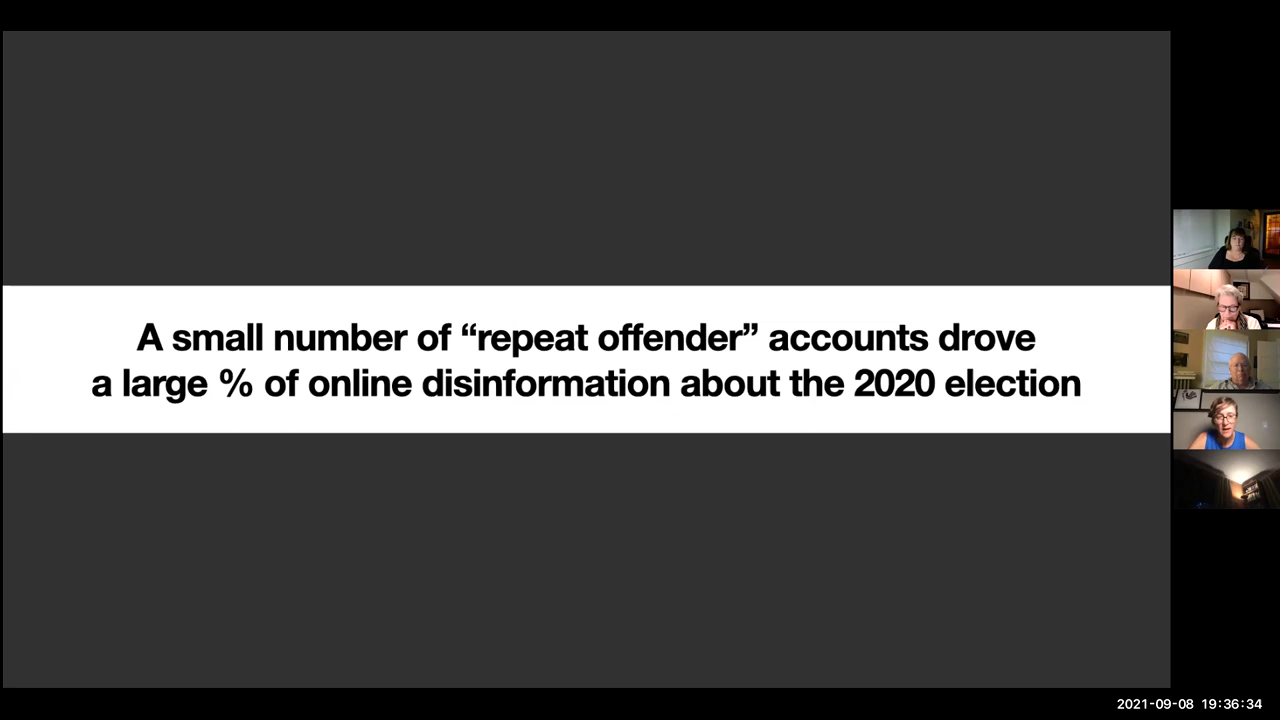 A small number of “repeat offender” accounts drove
a large % of online disinformation about the 2020 election
2021-09-08 19:36:34